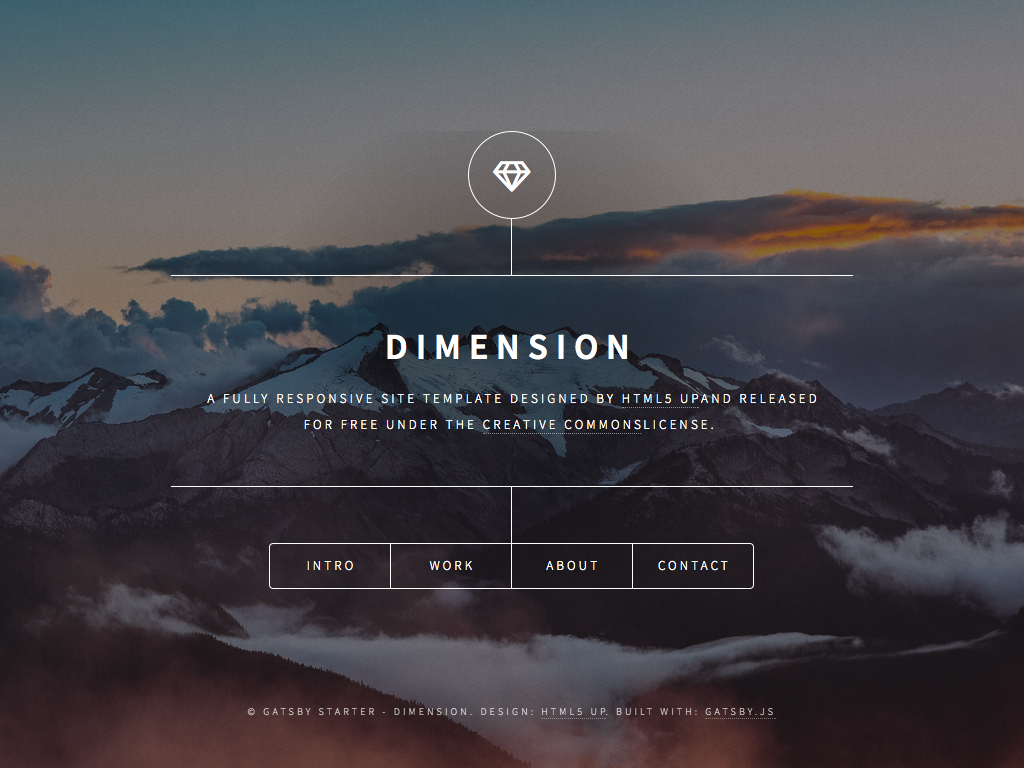 DIMENSION
A FULLY RESPONSIVE SITE TEMPLATE DESIGNED BY HTML5 UPAND RELEASED
FOR FREE UNDER THE CREATIVE COMMONSLICENSE.
INTRO WORK ABOUT CONTACT
© GATSBY STARTER - DIMENSION. DESIGN: HTML5 UP. BUILT WITH: GATSBY.JS